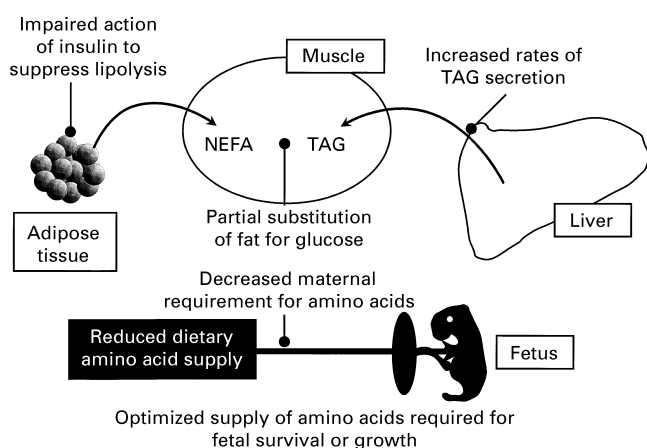 Impaired action
of insulin to
suppress lipolysis
Muscle
Increased rates of
TAG secretion
NEFA
TAG
Adipose
tissue
Partial substitution
of fat for glucose
Liver
Decreased maternal
requirement for amino acids
Reduced dietary
amino acid supply
Fetus
Optimized supply of amino acids required for
fetal survival or growth